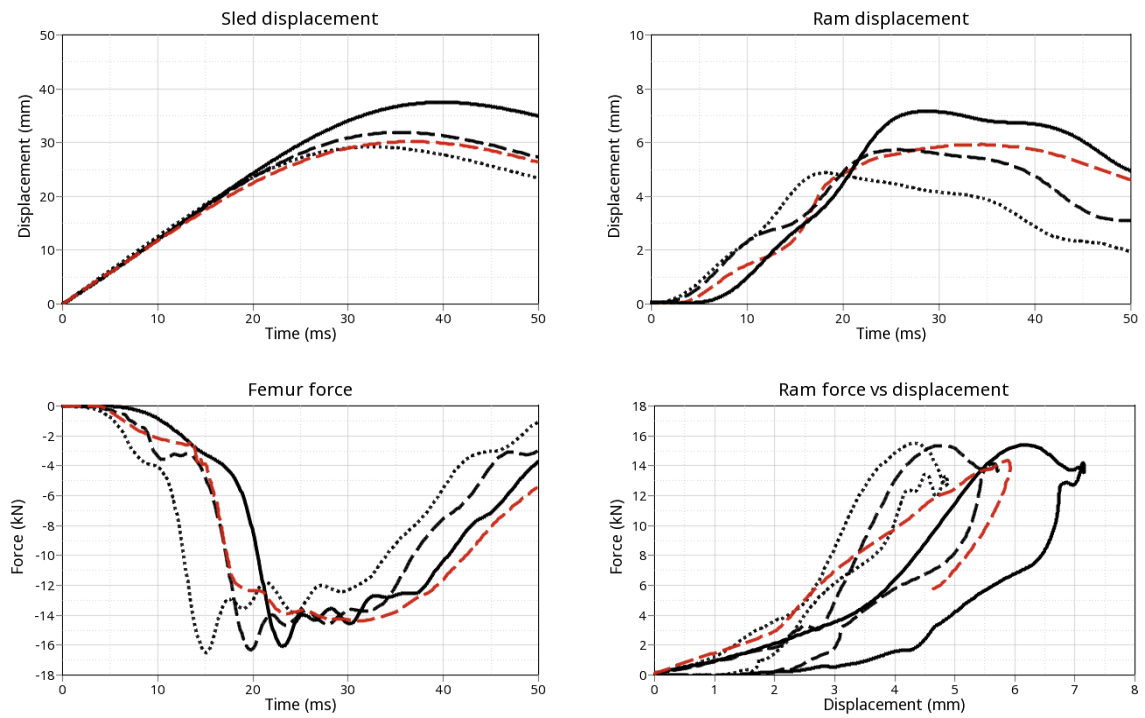 Sled displacement
Displacement (mm)
50
40
30
20
10
0
0 10 20 30 40 50
Time (ms)
Ram displacement
Displacement (mm)
10
8
6
4
2
0
0 10 20 30 40 50
Time (ms)
Femur force
Force (kN)
0
-2
-4
-6
-8
-10
-12
-14
-16
-18
0 10 20 30 40 50
Time (ms)
Ram force vs displacement
Force (kN)
18
16
14
12
10
8
6
4
2
0
0 1 2 3 4 5 6 7 8
Displacement (mm)